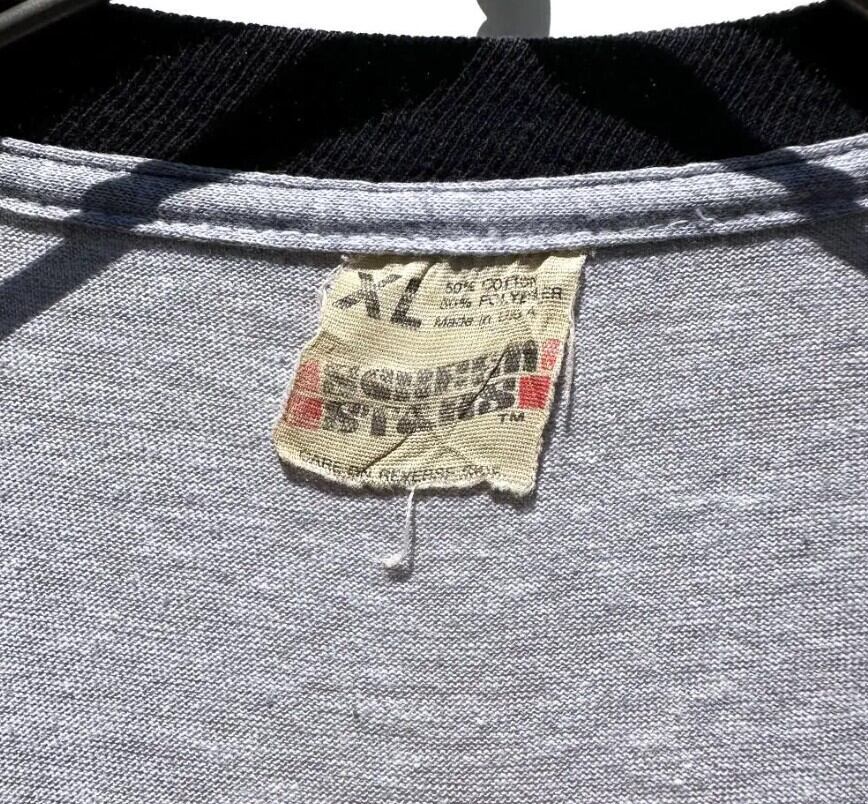 XL
50% COTTON
50% POLYESTER
Made in U.S.A.
SCREEN
STARS
TM
CARE ON REVERSE SIDE